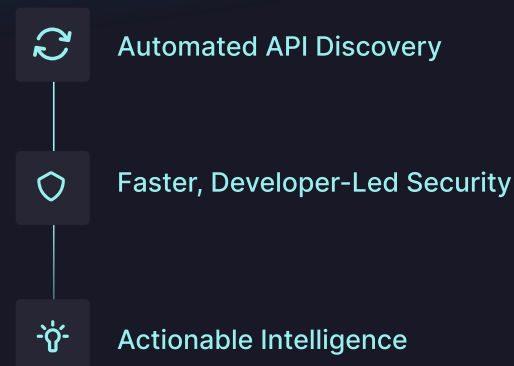 Automated API Discovery
Faster, Developer-Led Security
Actionable Intelligence